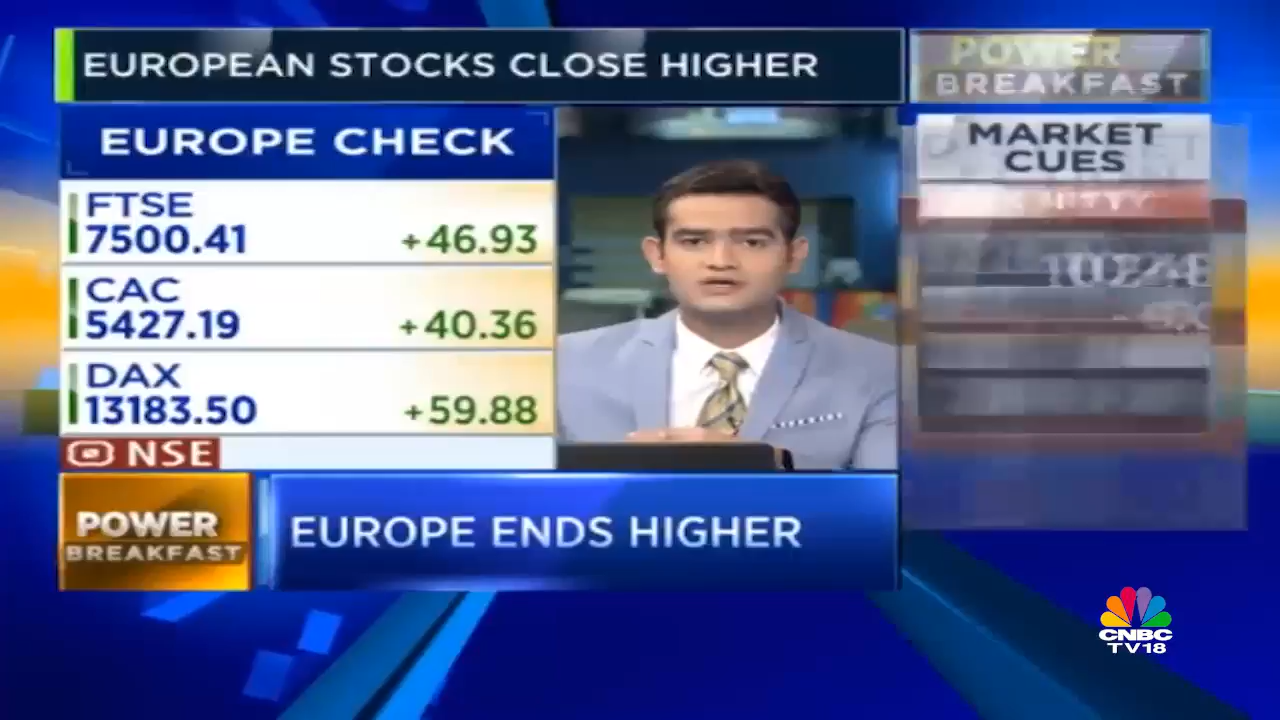 EUROPEAN STOCKS CLOSE HIGHER
POWER
BREAKFAST
EUROPE CHECK
FTSE
7500.41 +46.93
CAC
5427.19 +40.36
DAX
13183.50 +59.88
NSE
MARKET
CUES
POWER
BREAKFAST
EUROPE ENDS HIGHER
CNBC
TV18